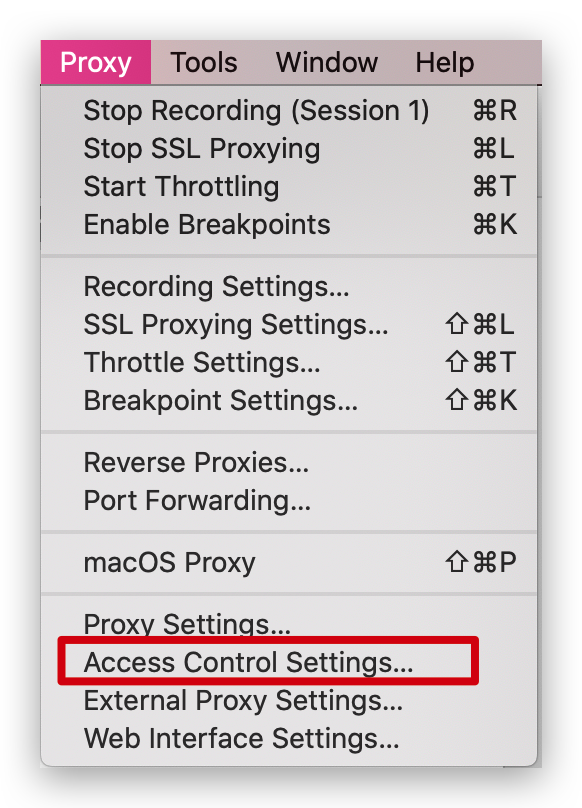 Proxy Tools Window Help
Stop Recording (Session 1) ⌘R
Stop SSL Proxying ⌘L
Start Throttling ⌘T
Enable Breakpoints ⌘K
Recording Settings...
SSL Proxying Settings... ⇧⌘L
Throttle Settings... ⇧⌘T
Breakpoint Settings... ⇧⌘K
Reverse Proxies...
Port Forwarding...
macOS Proxy ⇧⌘P
Proxy Settings...
Access Control Settings...
External Proxy Settings...
Web Interface Settings...